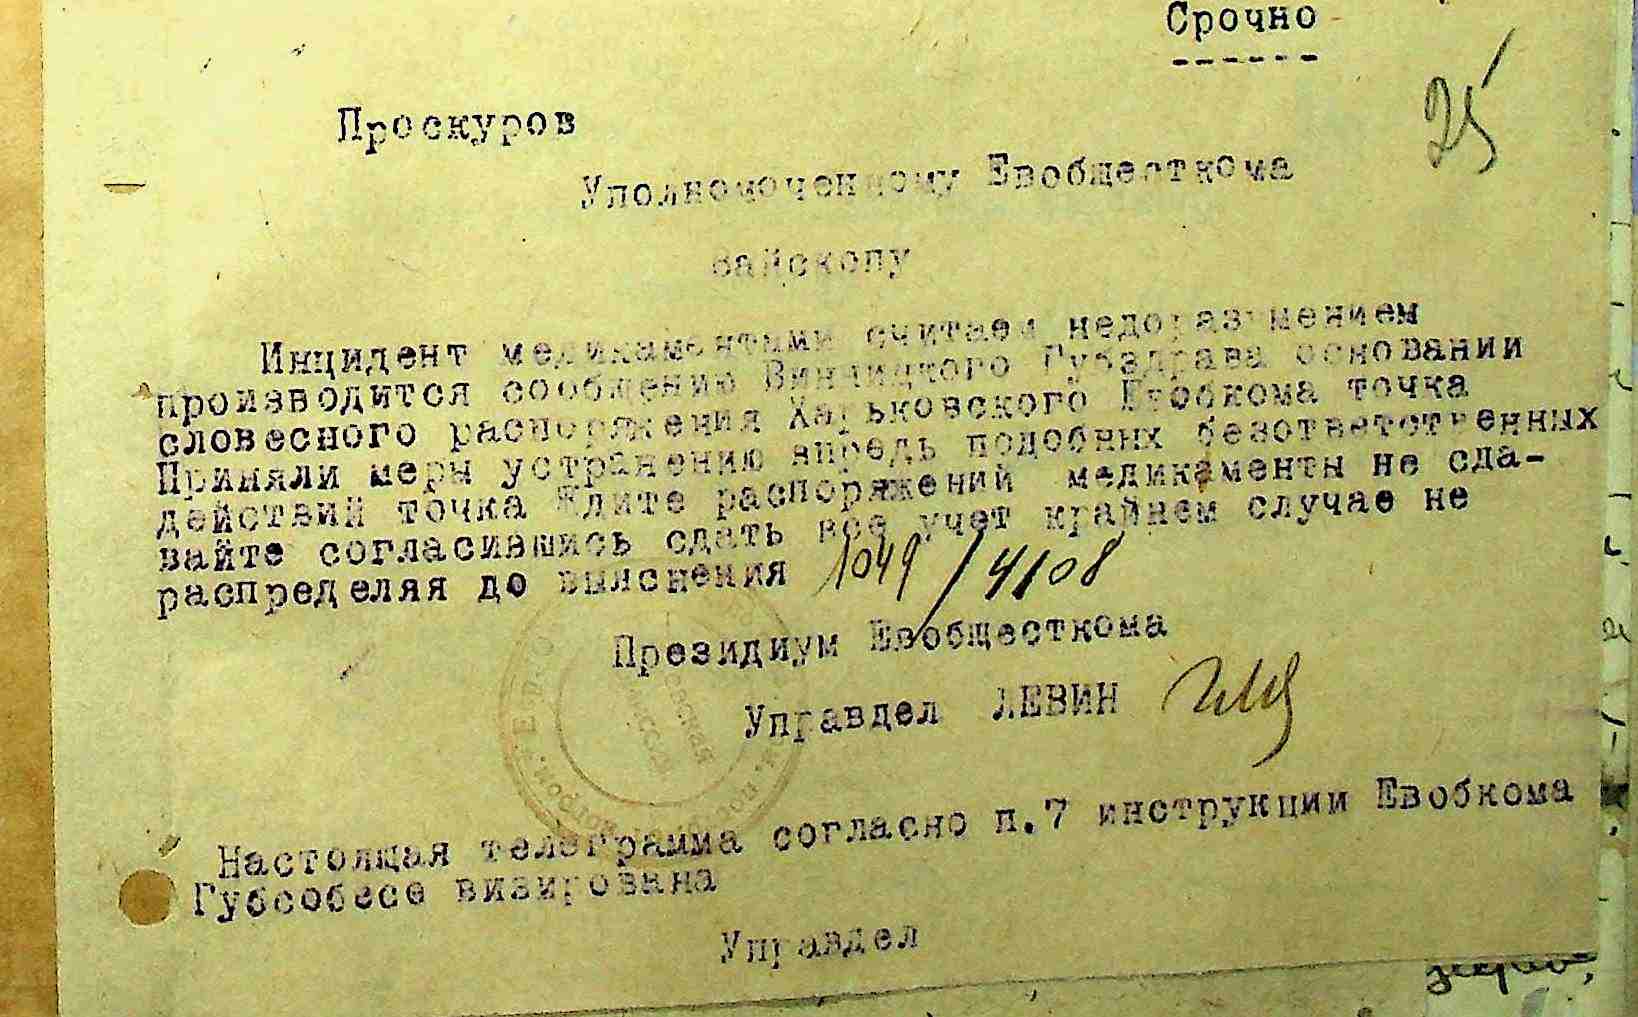 Срочно
25
Проскуров
Уполномоченному Евобщесткома
Вайскопу
Инцидент медикаментами считаем недоразумением
производится сообщению Винницкого Губздрава основании
словесного распоряжения Харьковского Евобкома точка
Приняли меры устранению впредь подобных безответственных
действий точка Ждите распоряжений медикаменты не сда-
вайте согласившись сдать все учет крайнем случае не
распределяя до выяснения 1049/4108
Президиум Евобщесткома
Управдел ЛЕВИН
Настоящая телеграмма согласно п.7 инструкции Евобкома
Губсобесе визирована
Управдел